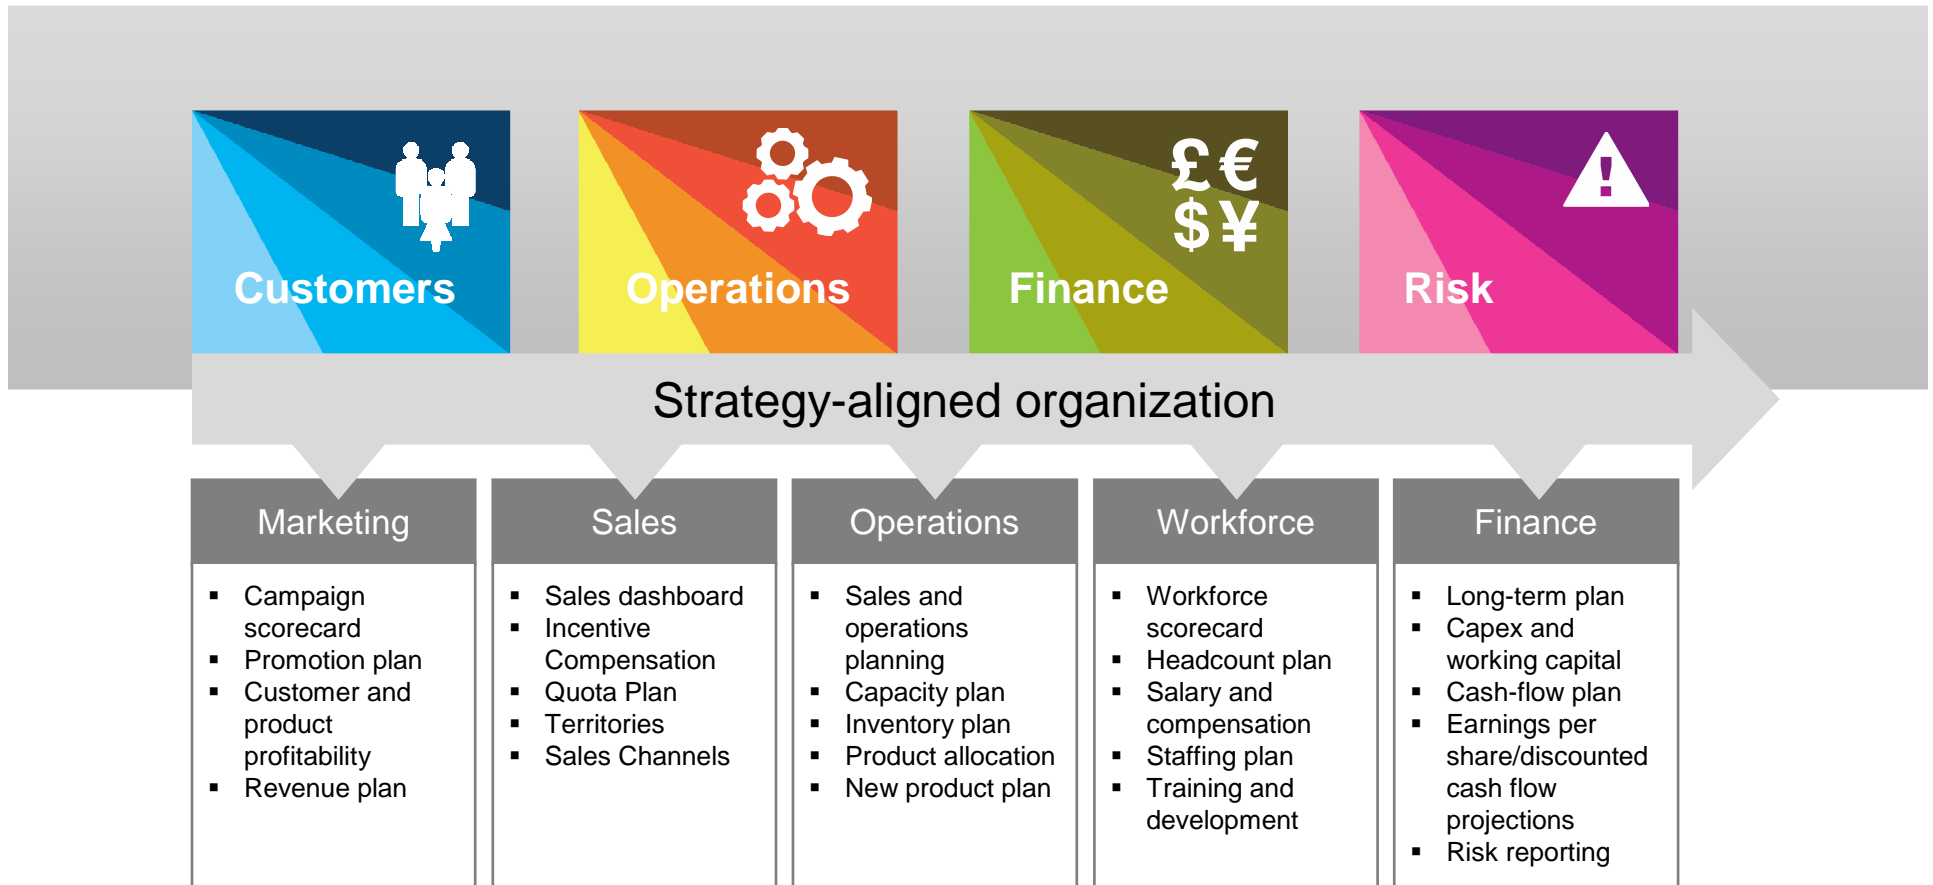 £ €
$ ¥
!
Customers
Operations
Finance
Risk
Strategy-aligned organization
Marketing
▪ Campaign
scorecard
▪ Promotion plan
▪ Customer and
product
profitability
▪ Revenue plan
Sales
▪ Sales dashboard
▪ Incentive
Compensation
▪ Quota Plan
▪ Territories
▪ Sales Channels
Operations
▪ Sales and
operations
planning
▪ Capacity plan
▪ Inventory plan
▪ Product allocation
▪ New product plan
Workforce
▪ Workforce
scorecard
▪ Headcount plan
▪ Salary and
compensation
▪ Staffing plan
▪ Training and
development
Finance
▪ Long-term plan
▪ Capex and
working capital
▪ Cash-flow plan
▪ Earnings per
share/discounted
cash flow
projections
▪ Risk reporting